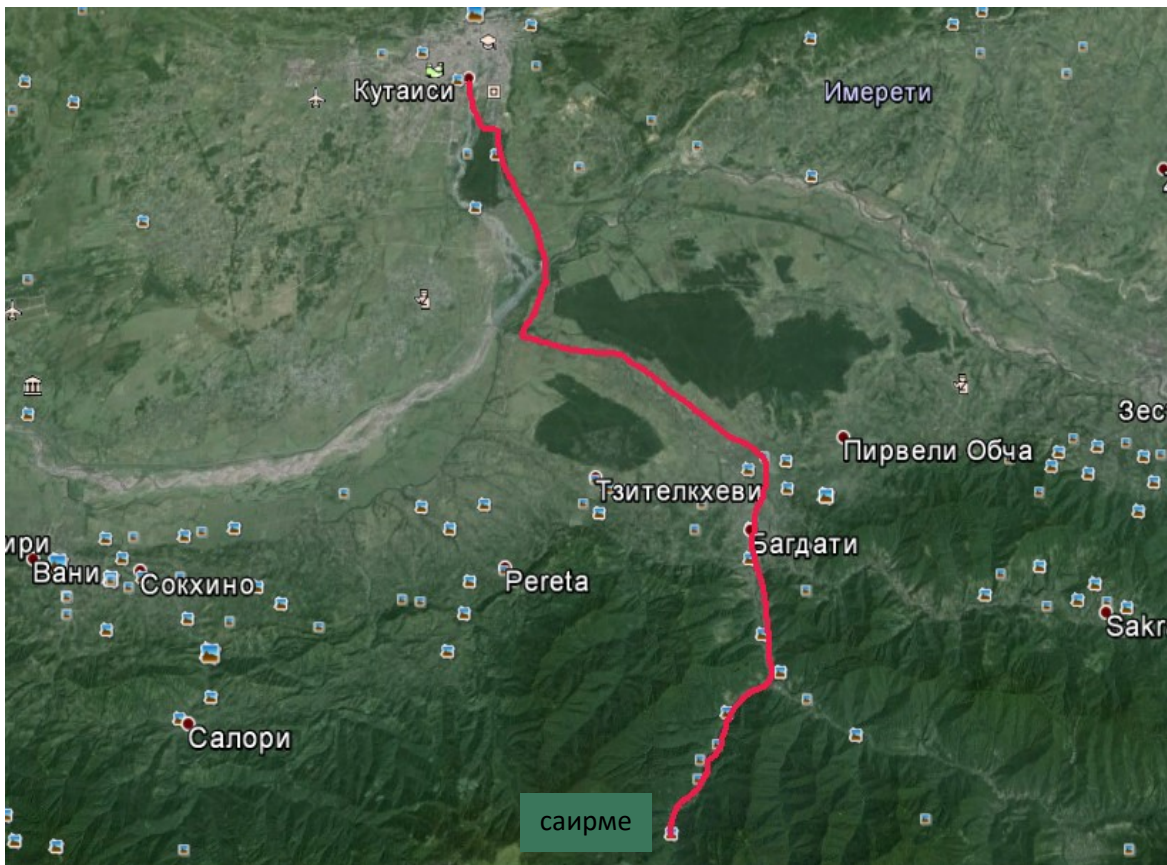 Кутаиси
Имерети
Зес
Пирвели Обча
Тзителкхеви
ири
Багдати
Вани
Сокхино
Pereta
Sakr
Салори
саирме